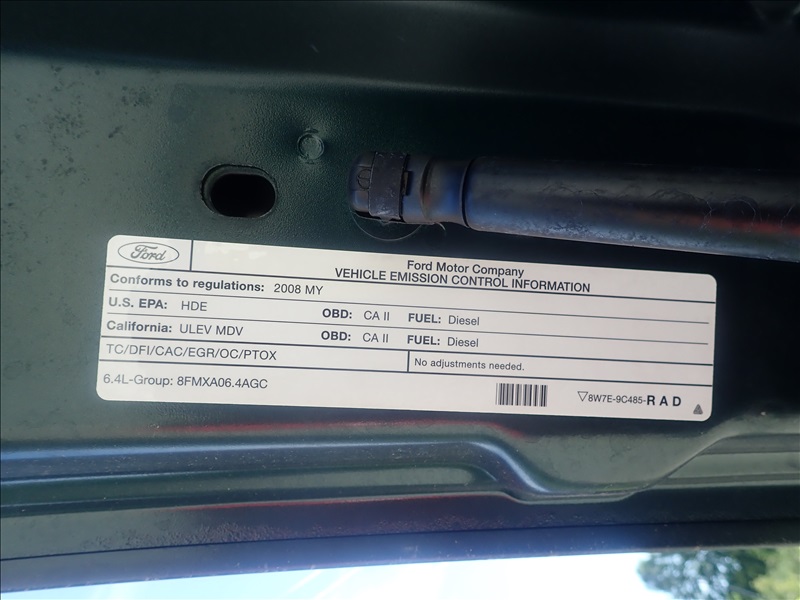 Ford
Ford Motor Company
VEHICLE EMISSION CONTROL INFORMATION
Conforms to regulations: 2008 MY
U.S. EPA: HDE OBD: CA II FUEL: Diesel
California: ULEV MDV OBD: CA II FUEL: Diesel
TC/DFI/CAC/EGR/OC/PTOX No adjustments needed.
6.4L-Group: 8FMXA06.4AGC ▽8W7E-9C485-RAD